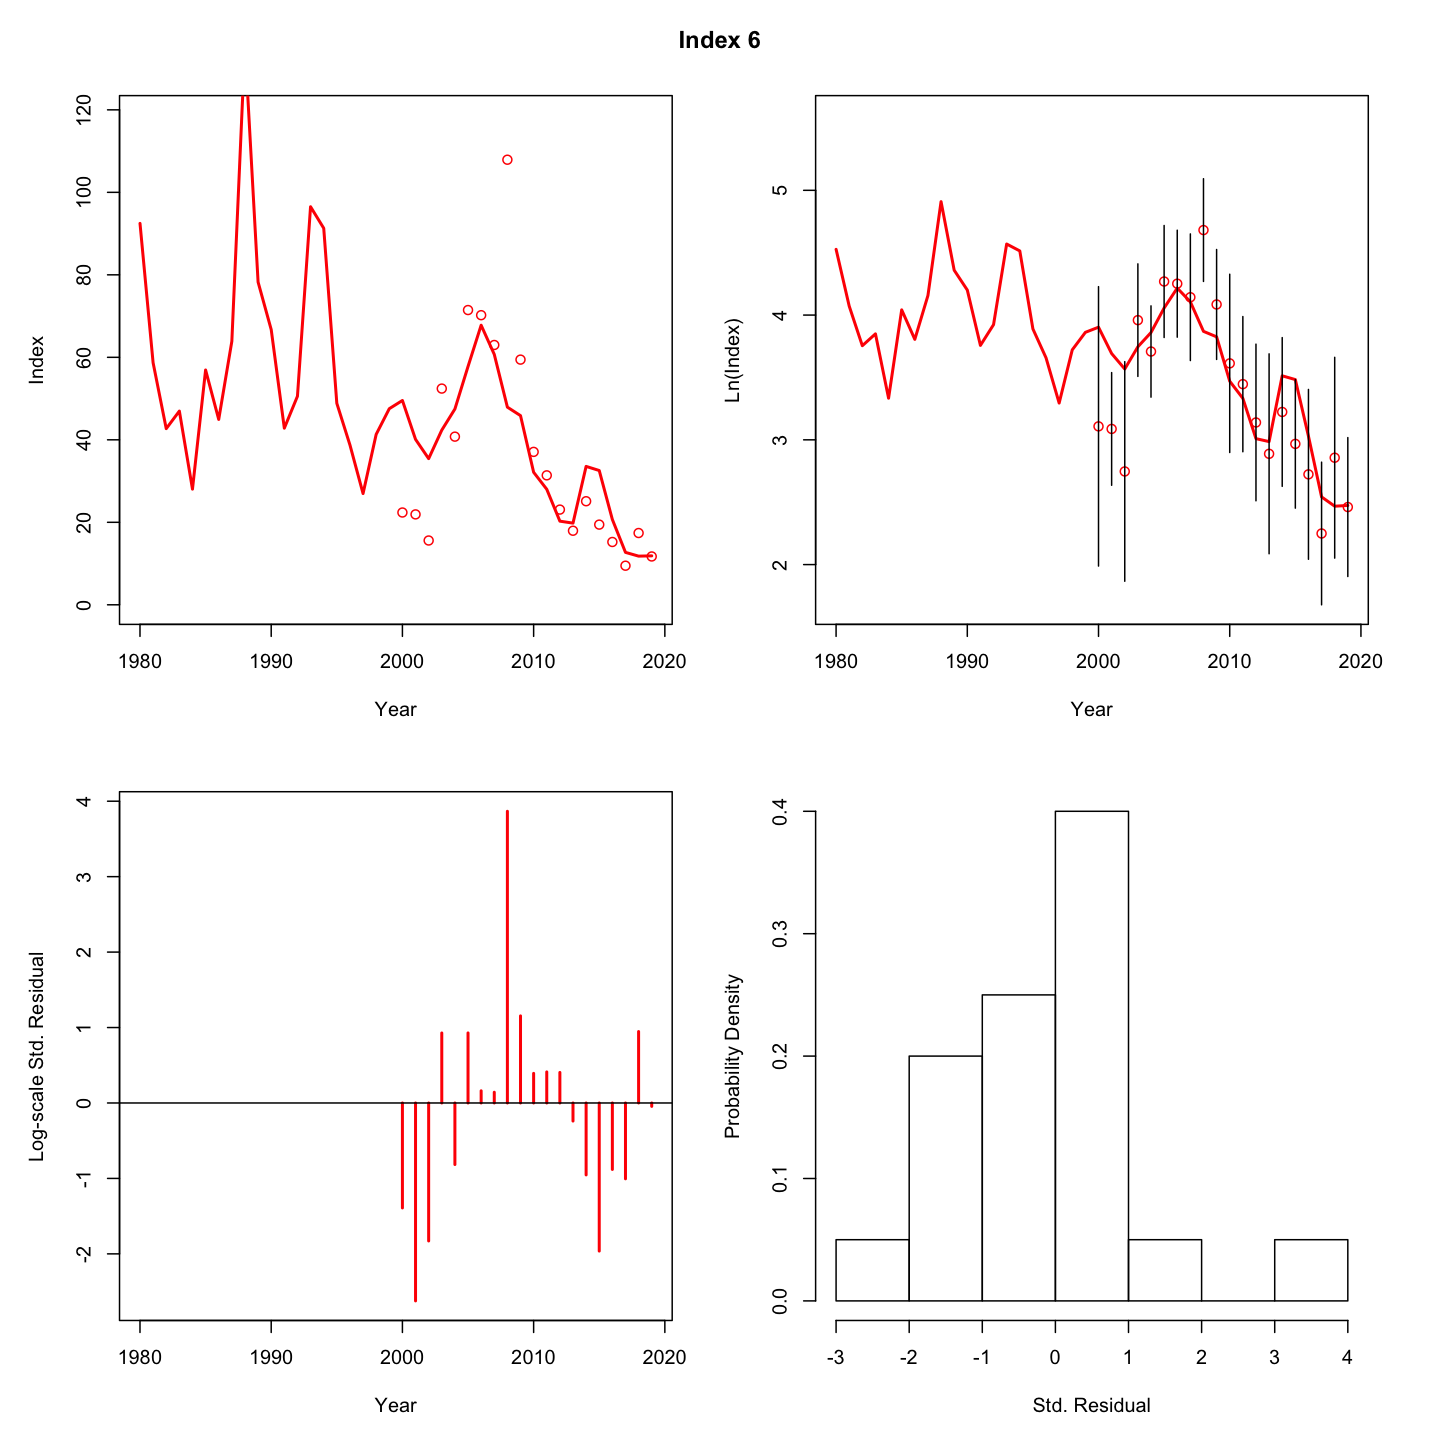 Index 6
120
100
80
60
40
20
0
Index
1980 1990 2000 2010 2020
Year
5
4
3
2
Ln(Index)
1980 1990 2000 2010 2020
Year
4
3
2
1
0
-1
-2
Log-scale Std. Residual
1980 1990 2000 2010 2020
Year
0.4
0.3
0.2
0.1
0.0
Probability Density
-3 -2 -1 0 1 2 3 4
Std. Residual